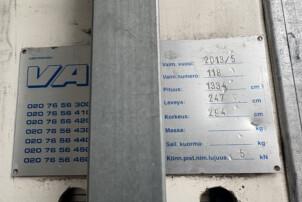 VA
020 76 56 300
020 76 56 410
020 76 56 420
020 76 56 430
020 76 56 440
020 76 56 450
020 76 56 460
Valm. vuosi: 2013/5
Valm.numero: 118
Pituus: 1334 cm
Leveys: 247 cm
Korkeus: 264 cm
Massa: kg
Sall. kuorma: kg
Kiinn.pist.nim.lujuus: 5 kN